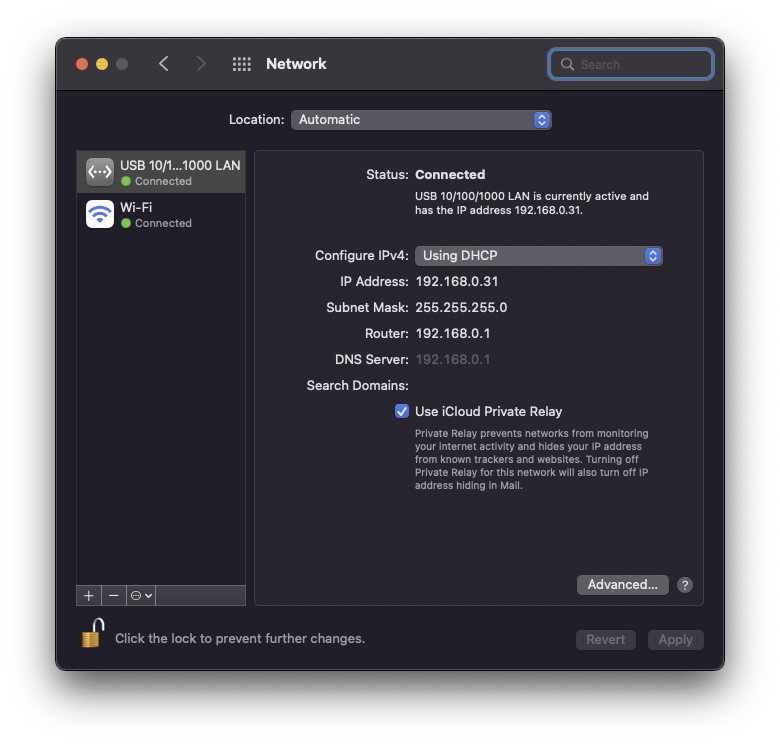 Network
Search
Location: Automatic
USB 10/1...1000 LAN
Connected
Wi-Fi
Connected
Status: Connected
USB 10/100/1000 LAN is currently active and
has the IP address 192.168.0.31.
Configure IPv4: Using DHCP
IP Address: 192.168.0.31
Subnet Mask: 255.255.255.0
Router: 192.168.0.1
DNS Server: 192.168.0.1
Search Domains:
Use iCloud Private Relay
Private Relay prevents networks from monitoring
your internet activity and hides your IP address
from known trackers and websites. Turning off
Private Relay for this network will also turn off IP
address hiding in Mail.
Advanced... ?
Click the lock to prevent further changes.
Revert Apply